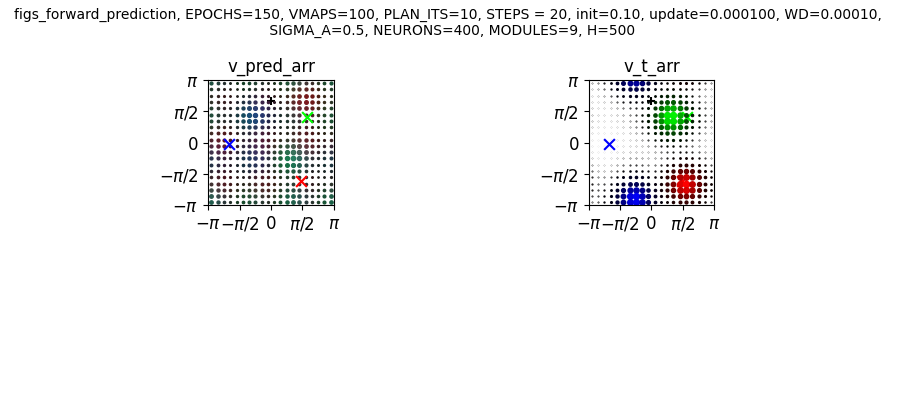 figs_forward_prediction, EPOCHS=150, VMAPS=100, PLAN_ITS=10, STEPS = 20, init=0.10, update=0.000100, WD=0.00010,
SIGMA_A=0.5, NEURONS=400, MODULES=9, H=500
v_pred_arr
v_t_arr
π
π/2
0
−π/2
−π
−π −π/2 0 π/2 π
π
π/2
0
−π/2
−π
−π −π/2 0 π/2 π